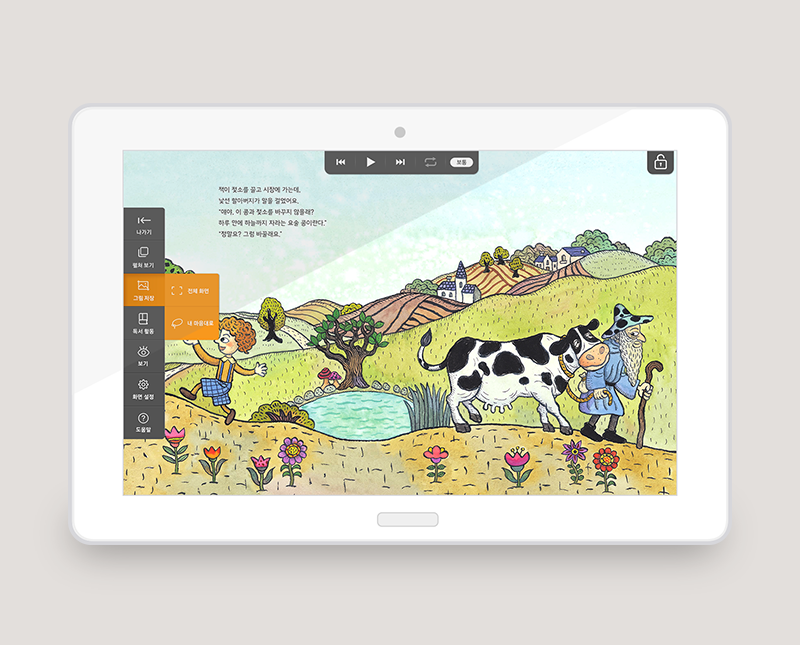 보통
잭이 젖소를 끌고 시장에 가는데,
낯선 할아버지가 말을 걸었어요.
"얘야, 이 콩과 젖소를 바꾸지 않을래?
하루 만에 하늘까지 자라는 요술 콩이란다."
"정말요? 그럼 바꿀래요."
나가기
펼쳐 보기
그림 저장
전체 화면
내 마음대로
독서 활동
보기
화면 설정
도움말